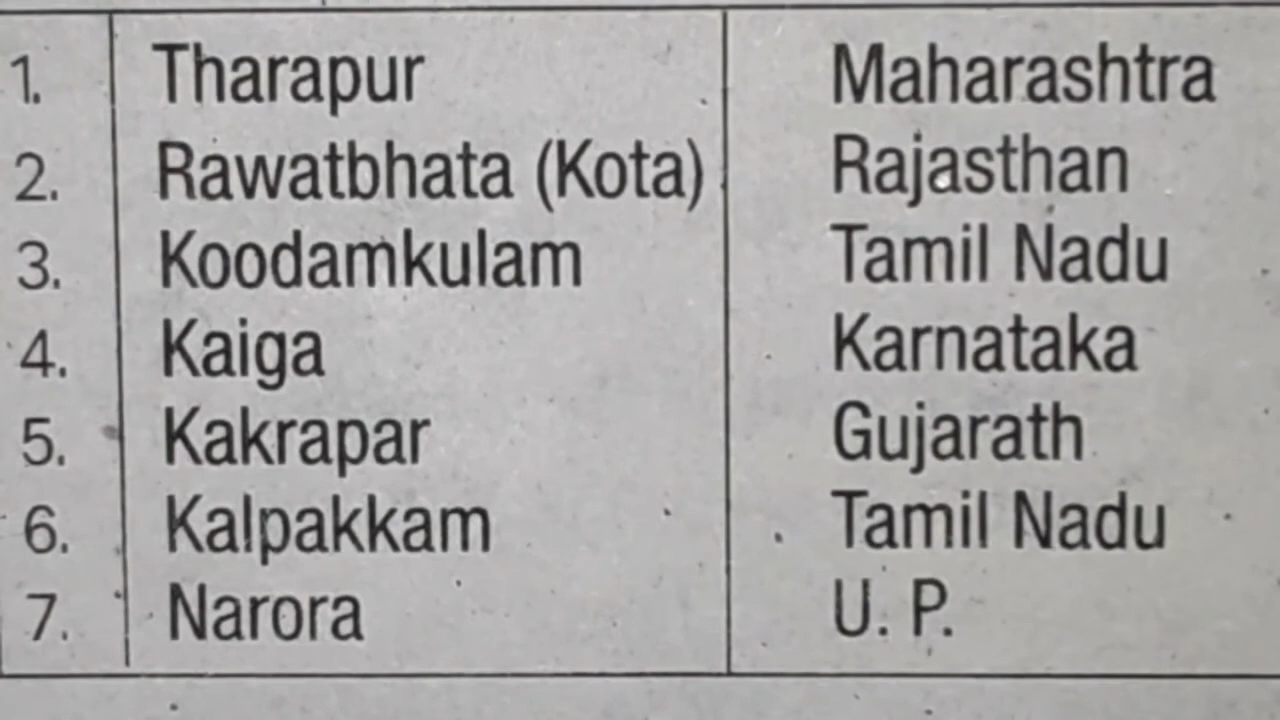 1. Tharapur Maharashtra
2. Rawatbhata (Kota) Rajasthan
3. Koodamkulam Tamil Nadu
4. Kaiga Karnataka
5. Kakrapar Gujarath
6. Kalpakkam Tamil Nadu
7. Narora U. P.